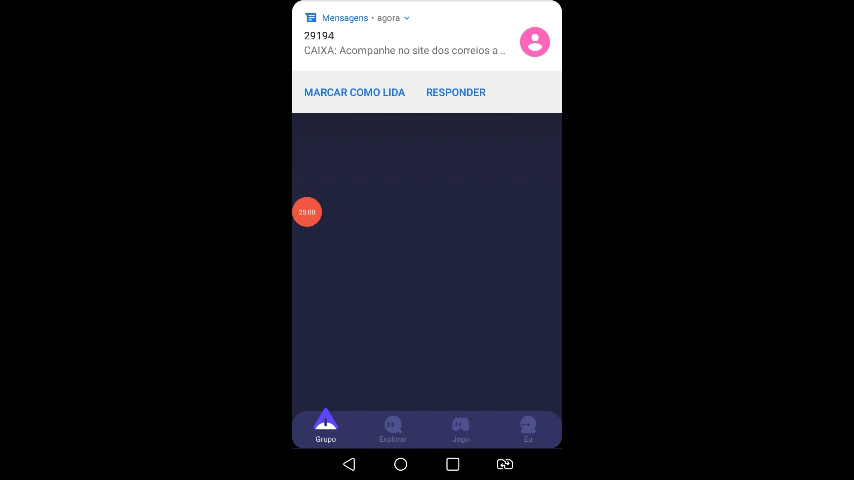 Mensagens • agora
29194
CAIXA: Acompanhe no site dos correios a ..
MARCAR COMO LIDA RESPONDER
25:00
Grupo Explorar Jogo Eu